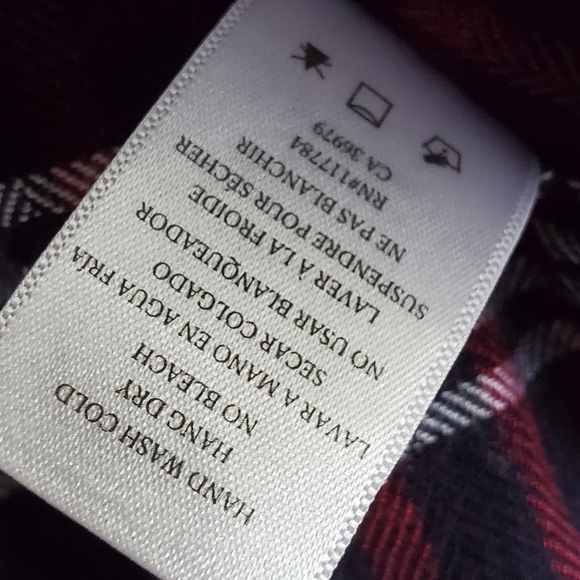 HAND WASH COLD
HANG DRY
NO BLEACH
LAVAR A MANO EN AGUA FRÍA
SECAR COLGADO
NO USAR BLANQUEADOR
LAVER À LA FROIDE
SUSPENDRE POUR SÉCHER
NE PAS BLANCHIR
RN#117784
CA 36979